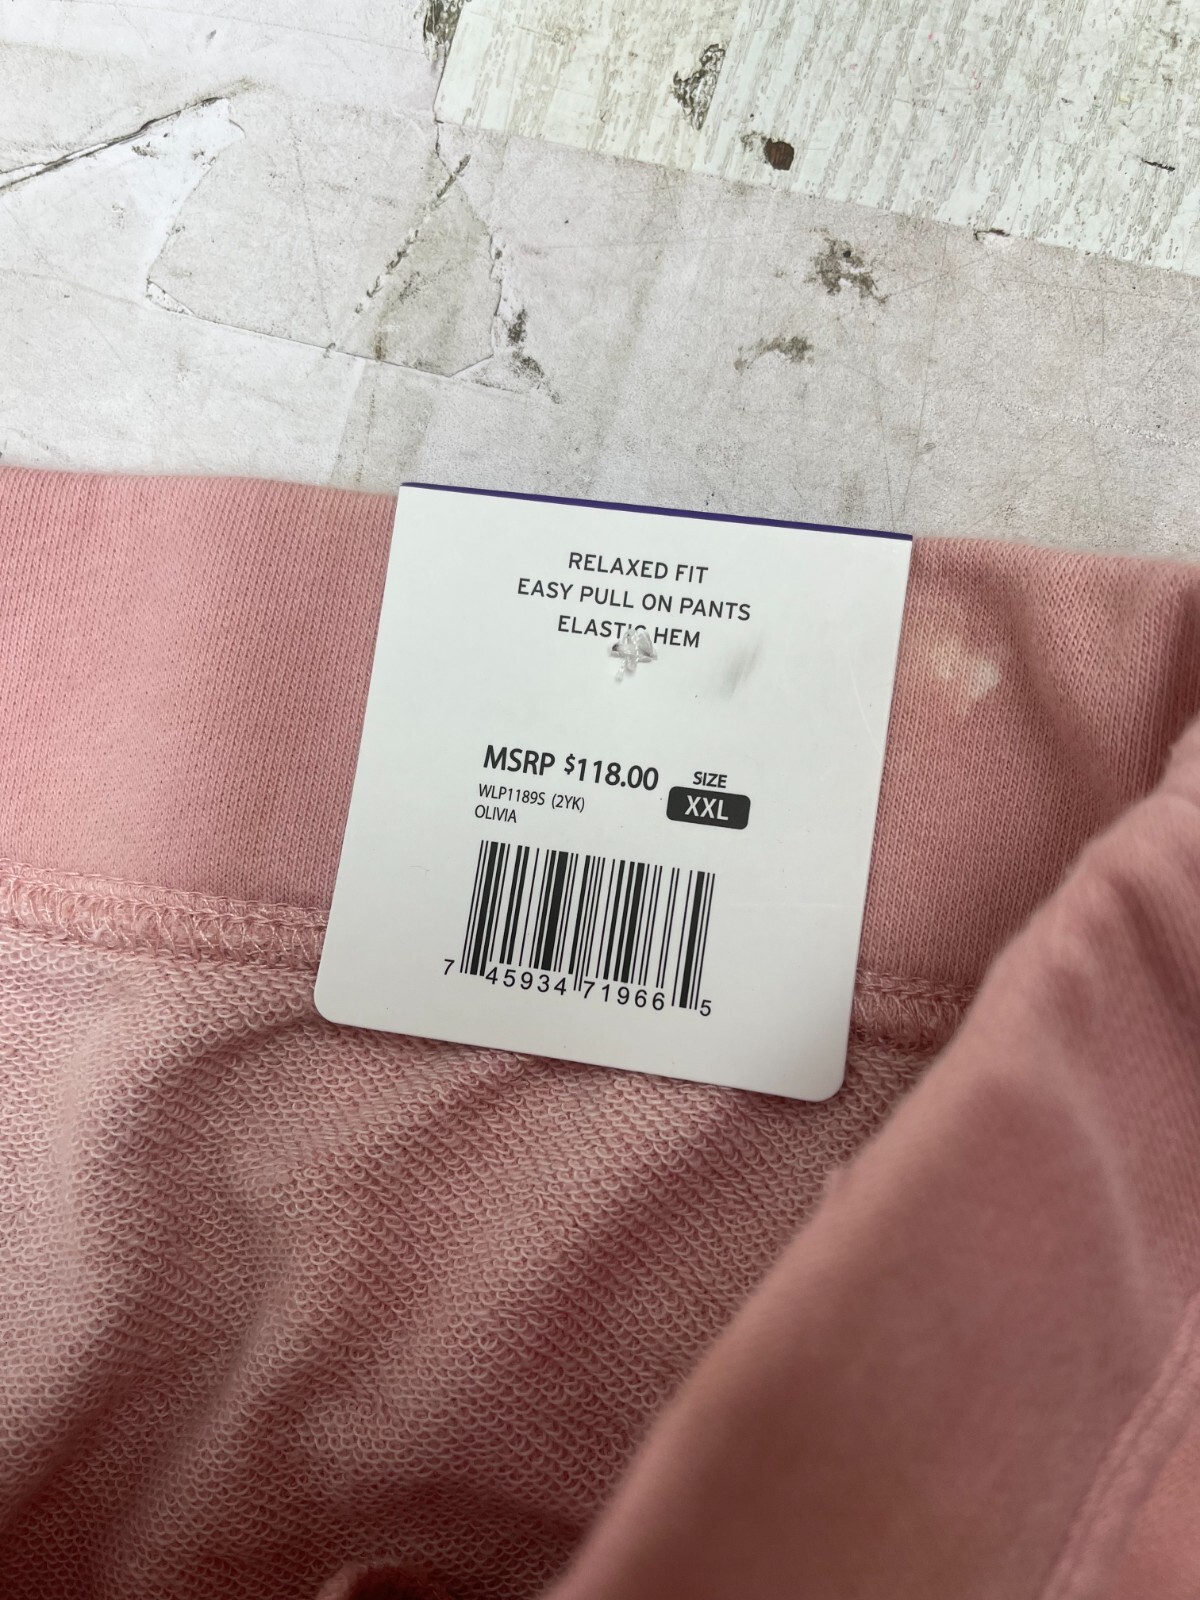 RELAXED FIT
EASY PULL ON PANTS
ELASTIC HEM
MSRP $118.00
SIZE
XXL
WLP1189S (2YK)
OLIVIA
7 45934 71966 5